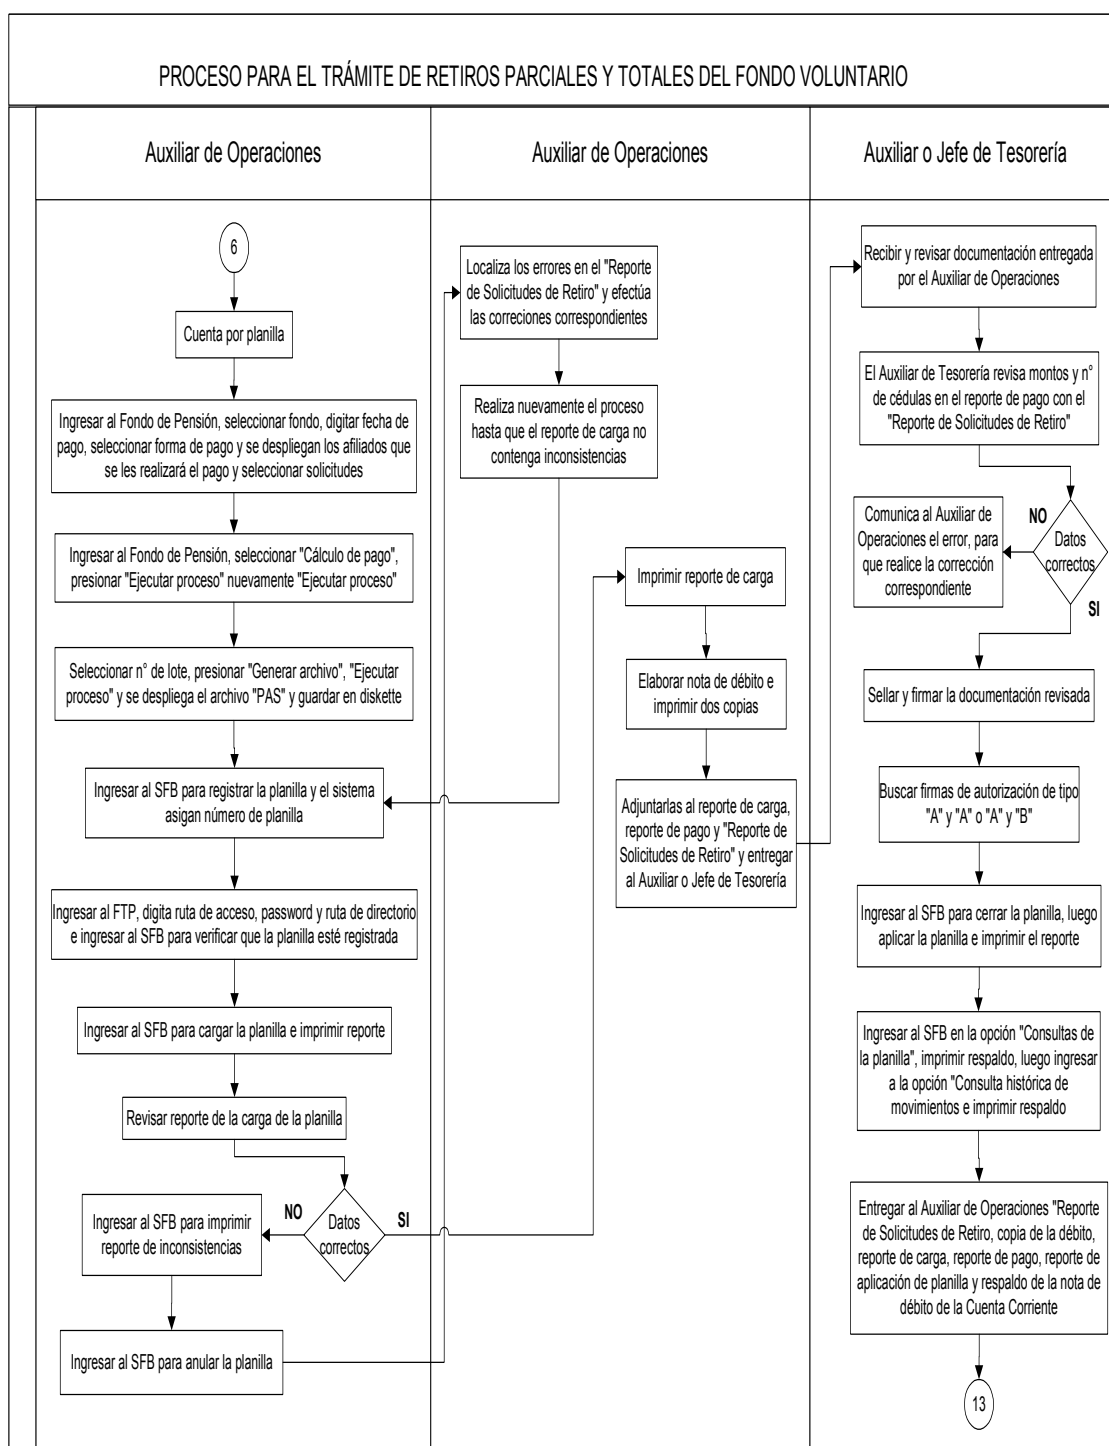 PROCESO PARA EL TRÁMITE DE RETIROS PARCIALES Y TOTALES DEL FONDO VOLUNTARIO
Auxiliar de Operaciones
Auxiliar de Operaciones
Auxiliar o Jefe de Tesorería
6
Cuenta por planilla
Ingresar al Fondo de Pensión, seleccionar fondo, digitar fecha de
pago, seleccionar forma de pago y se despliegan los afiliados que
se les realizará el pago y seleccionar solicitudes
Ingresar al Fondo de Pensión, seleccionar "Cálculo de pago",
presionar "Ejecutar proceso" nuevamente "Ejecutar proceso"
Seleccionar n° de lote, presionar "Generar archivo", "Ejecutar
proceso" y se despliega el archivo "PAS" y guardar en diskette
Ingresar al SFB para registrar la planilla y el sistema
asigan número de planilla
Ingresar al FTP, digita ruta de acceso, password y ruta de directorio
e ingresar al SFB para verificar que la planilla esté registrada
Ingresar al SFB para cargar la planilla e imprimir reporte
Revisar reporte de la carga de la planilla
Datos
correctos
NO
SI
Ingresar al SFB para imprimir
reporte de inconsistencias
Ingresar al SFB para anular la planilla
Localiza los errores en el "Reporte
de Solicitudes de Retiro" y efectúa
las correciones correspondientes
Realiza nuevamente el proceso
hasta que el reporte de carga no
contenga inconsistencias
Imprimir reporte de carga
Elaborar nota de débito e
imprimir dos copias
Adjuntarlas al reporte de carga,
reporte de pago y "Reporte de
Solicitudes de Retiro" y entregar
al Auxiliar o Jefe de Tesorería
Recibir y revisar documentación entregada
por el Auxiliar de Operaciones
El Auxiliar de Tesorería revisa montos y n°
de cédulas en el reporte de pago con el
"Reporte de Solicitudes de Retiro"
Datos
correctos
NO
SI
Comunica al Auxiliar de
Operaciones el error, para
que realice la corrección
correspondiente
Sellar y firmar la documentación revisada
Buscar firmas de autorización de tipo
"A" y "A" o "A" y "B"
Ingresar al SFB para cerrar la planilla, luego
aplicar la planilla e imprimir el reporte
Ingresar al SFB en la opción "Consultas de
la planilla", imprimir respaldo, luego ingresar
a la opción "Consulta histórica de
movimientos e imprimir respaldo
Entregar al Auxiliar de Operaciones "Reporte
de Solicitudes de Retiro, copia de la débito,
reporte de carga, reporte de pago, reporte de
aplicación de planilla y respaldo de la nota de
débito de la Cuenta Corriente
13